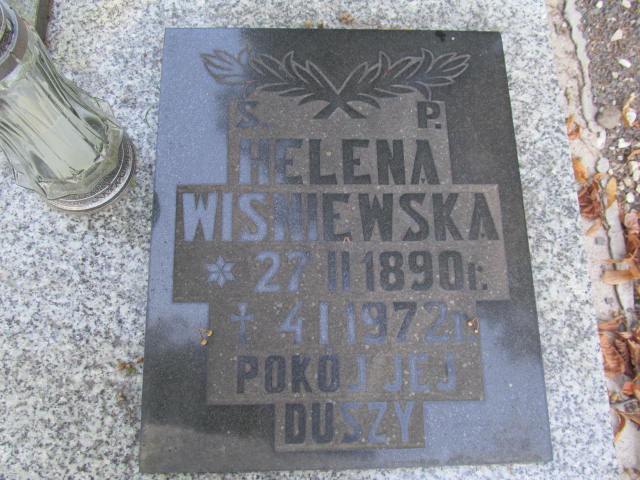 Ś. P.
HELENA
WIŚNIEWSKA
* 27 II 1890 r.
† 4 I 1972 r.
POKÓJ JEJ
DUSZY